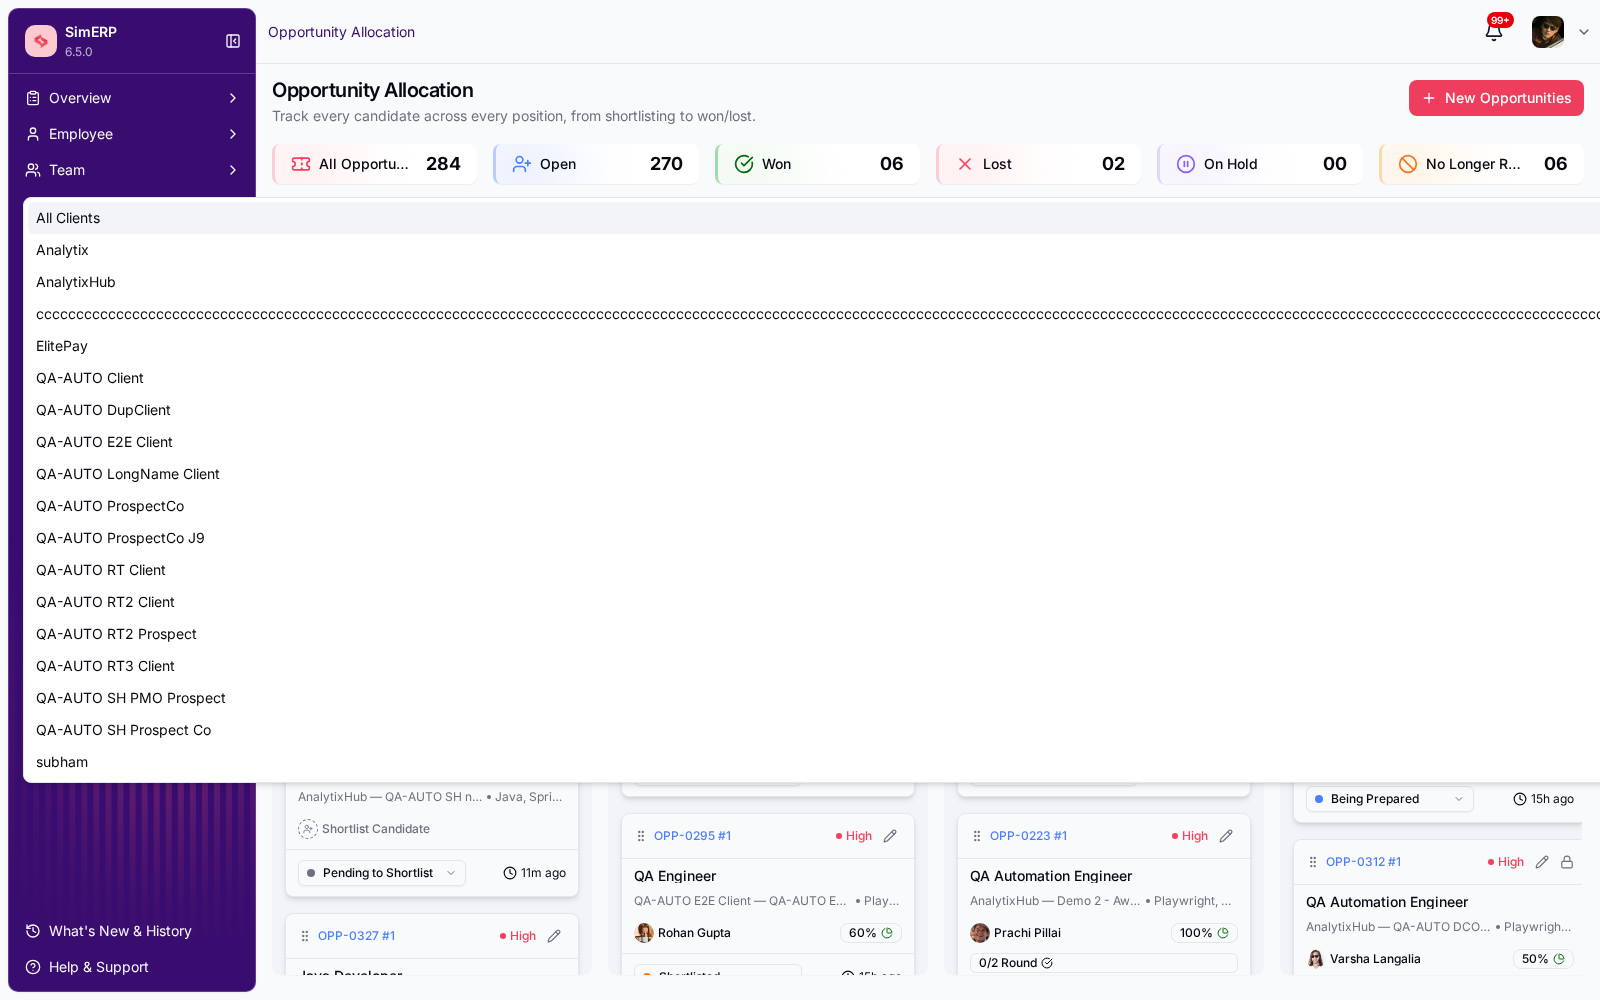 SimERP
6.5.0
Opportunity Allocation
99+
Overview
Employee
Team
Opportunity Allocation
Track every candidate across every position, from shortlisting to won/lost.
New Opportunities
All Opportu... 284
Open 270
Won 06
Lost 02
On Hold 00
No Longer R... 06
All Clients
Analytix
AnalytixHub
ElitePay
QA-AUTO Client
QA-AUTO DupClient
QA-AUTO E2E Client
QA-AUTO LongName Client
QA-AUTO ProspectCo
QA-AUTO ProspectCo J9
QA-AUTO RT Client
QA-AUTO RT2 Client
QA-AUTO RT2 Prospect
QA-AUTO RT3 Client
QA-AUTO SH PMO Prospect
QA-AUTO SH Prospect Co
subham
AnalytixHub — QA-AUTO SH n... • Java, Spri...
Shortlist Candidate
Pending to Shortlist 11m ago
OPP-0327 #1 High
Java Developer
OPP-0295 #1 High
QA Engineer
QA-AUTO E2E Client — QA-AUTO E... • Play...
Rohan Gupta 60%
Shortlisted 15h ago
OPP-0223 #1 High
QA Automation Engineer
AnalytixHub — Demo 2 - Aw... • Playwright, ...
Prachi Pillai 100%
0/2 Round
Being Prepared 15h ago
OPP-0312 #1 High
QA Automation Engineer
AnalytixHub — QA-AUTO DCO... • Playwrigh...
Varsha Langalia 50%
What's New & History
Help & Support